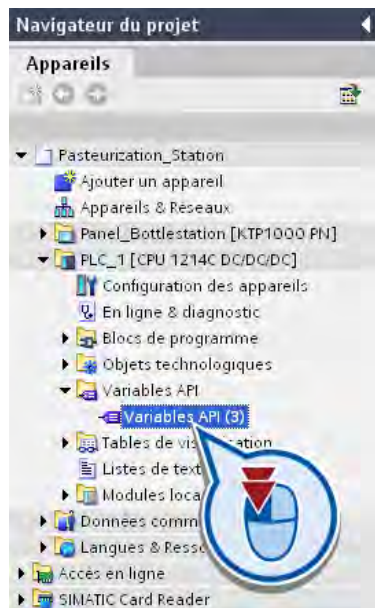 Navigateur du projet
Appareils
Pasteurization_Station
Ajouter un appareil
Appareils & Réseaux
Panel_Bottlestation [KTP1000 PN]
PLC_1 [CPU 1214C DC/DC/DC]
Configuration des appareils
En ligne & diagnostic
Blocs de programme
Objets technologiques
Variables API
Variables API (3)
Tables de
Listes de text
Modules loca
Données comm
Langues & Resso
Accès en ligne
SIMATIC Card Reader